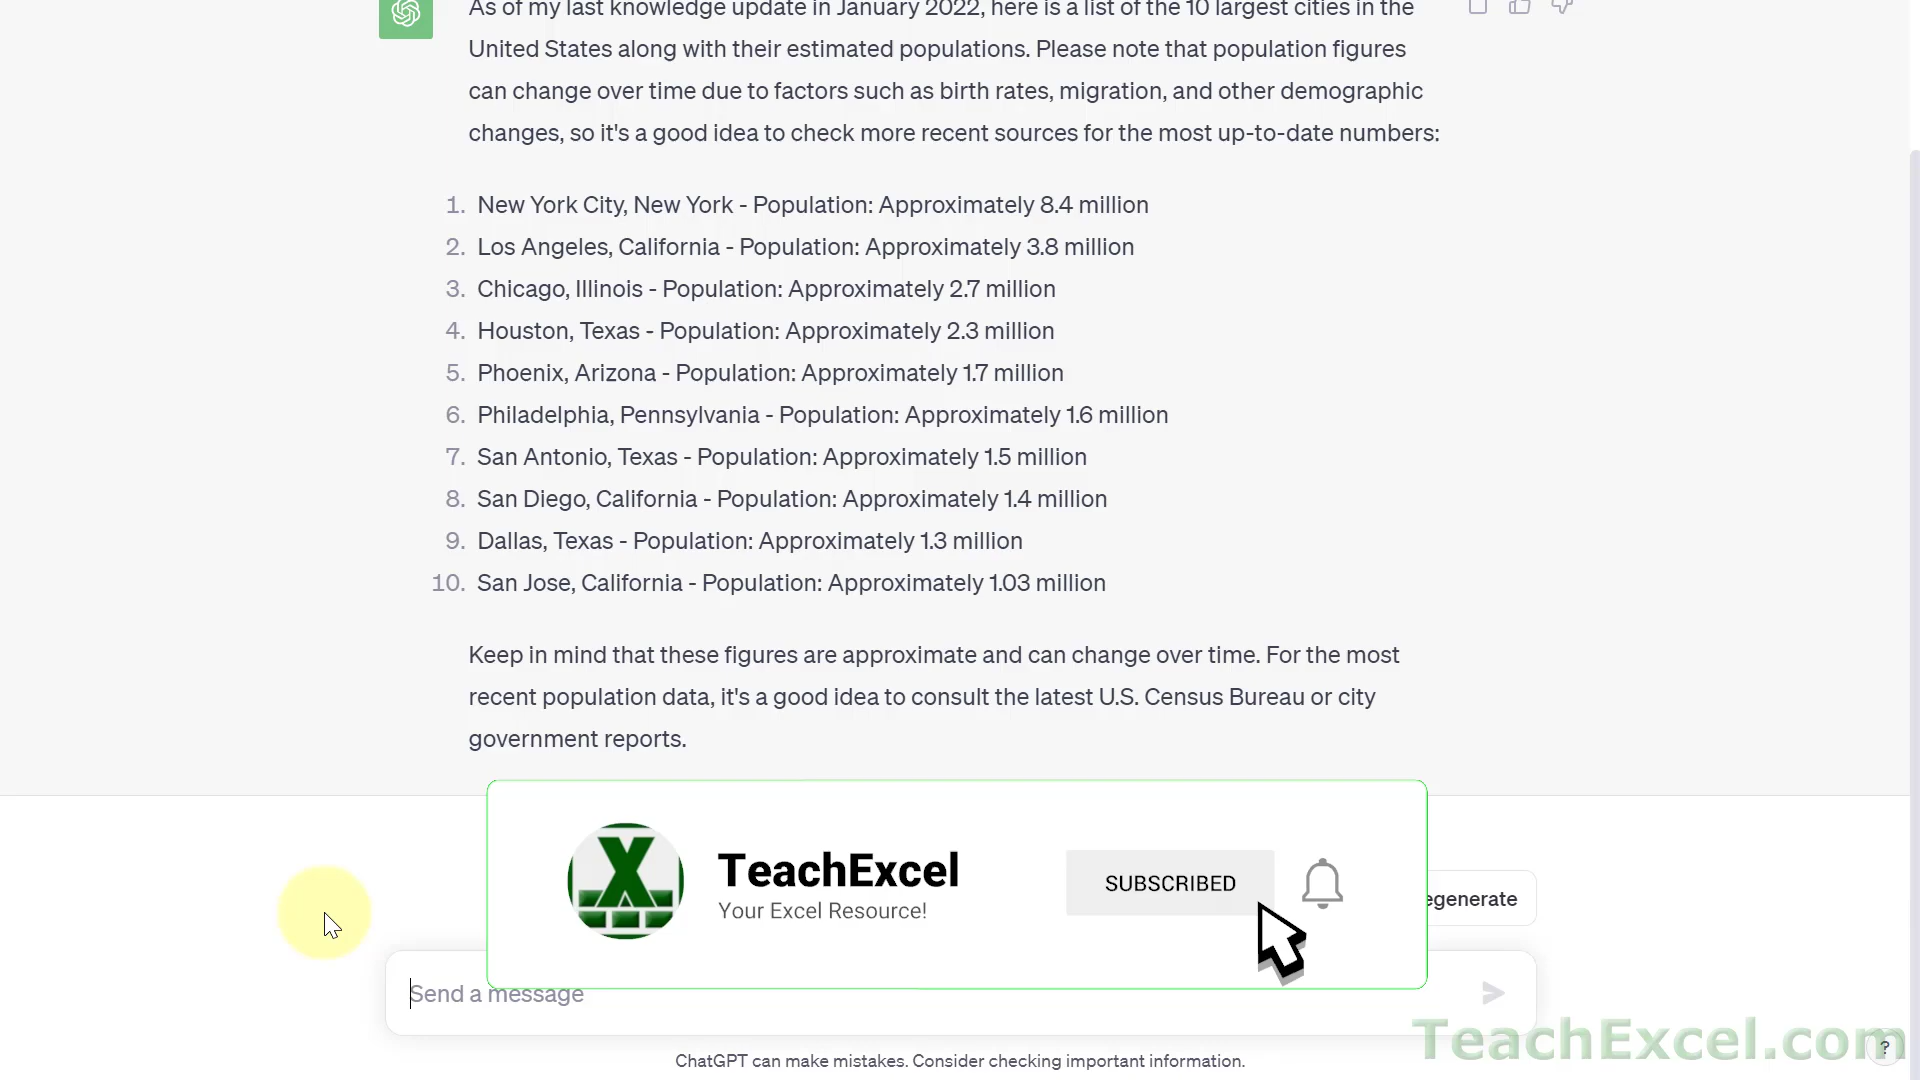 As of my last knowledge update in January 2022, here is a list of the 10 largest cities in the
United States along with their estimated populations. Please note that population figures
can change over time due to factors such as birth rates, migration, and other demographic
changes, so it's a good idea to check more recent sources for the most up-to-date numbers:
1. New York City, New York - Population: Approximately 8.4 million
2. Los Angeles, California - Population: Approximately 3.8 million
3. Chicago, Illinois - Population: Approximately 2.7 million
4. Houston, Texas - Population: Approximately 2.3 million
5. Phoenix, Arizona - Population: Approximately 1.7 million
6. Philadelphia, Pennsylvania - Population: Approximately 1.6 million
7. San Antonio, Texas - Population: Approximately 1.5 million
8. San Diego, California - Population: Approximately 1.4 million
9. Dallas, Texas - Population: Approximately 1.3 million
10. San Jose, California - Population: Approximately 1.03 million
Keep in mind that these figures are approximate and can change over time. For the most
recent population data, it's a good idea to consult the latest U.S. Census Bureau or city
government reports.
TeachExcel
Your Excel Resource!
SUBSCRIBED
egenerate
Send a message
TeachExcel.com
?
ChatGPT can make mistakes. Consider checking important information.